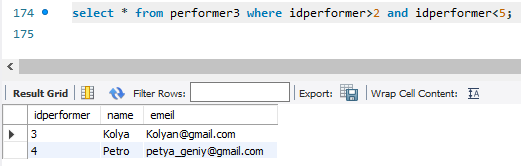 174 select * from performer3 where idperformer>2 and idperformer<5;
175
Result Grid Filter Rows: Export: Wrap Cell Content:
idperformer name emeil
3 Kolya Kolyan@gmail.com
4 Petro petya_geniy@gmail.com